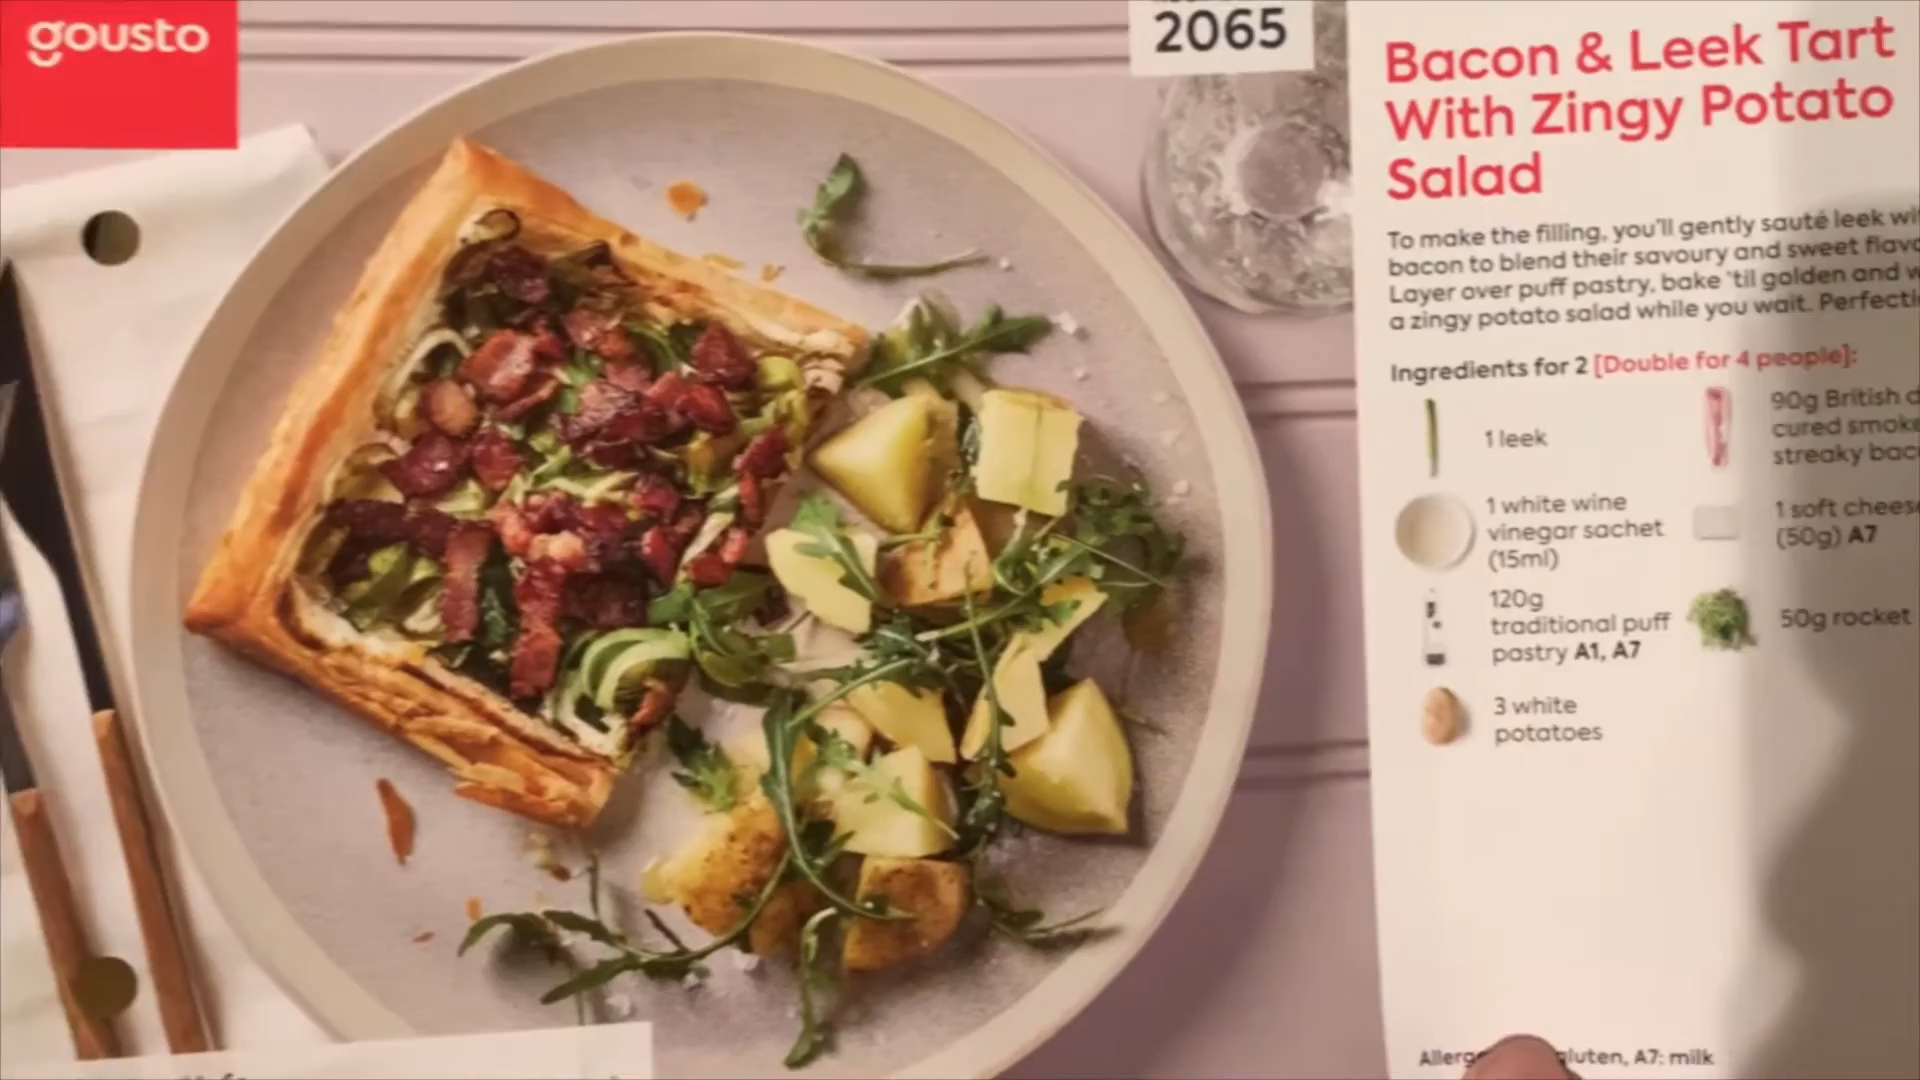 gousto
2065
Bacon & Leek Tart
With Zingy Potato
Salad
To make the filling, you'll gently sauté leek
bacon to blend their savoury and sweet
Layer over puff pastry, bake 'til golden and
a zingy potato salad while you wait.
Ingredients for 2 [Double for 4 people]:
1 leek
90g British
cured
streaky
1 white wine
vinegar sachet
(15ml)
1 soft
(50g) A7
120g
traditional puff
pastry A1, A7
50g rocket
3 white
potatoes
A7: milk